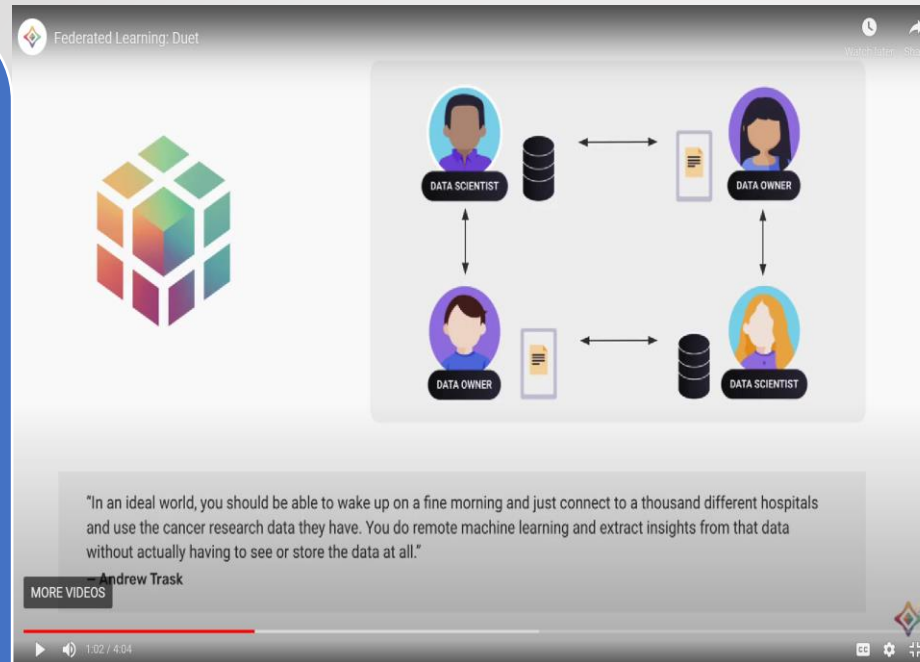 Federated Learning: Duet
Watch later
DATA SCIENTIST
DATA OWNER
DATA OWNER
DATA SCIENTIST
"In an ideal world, you should be able to wake up on a fine morning and just connect to a thousand different hospitals
and use the cancer research data they have. You do remote machine learning and extract insights from that data
without actually having to see or store the data at all."
– Andrew Trask
MORE VIDEOS
1:02 / 4:04
CC